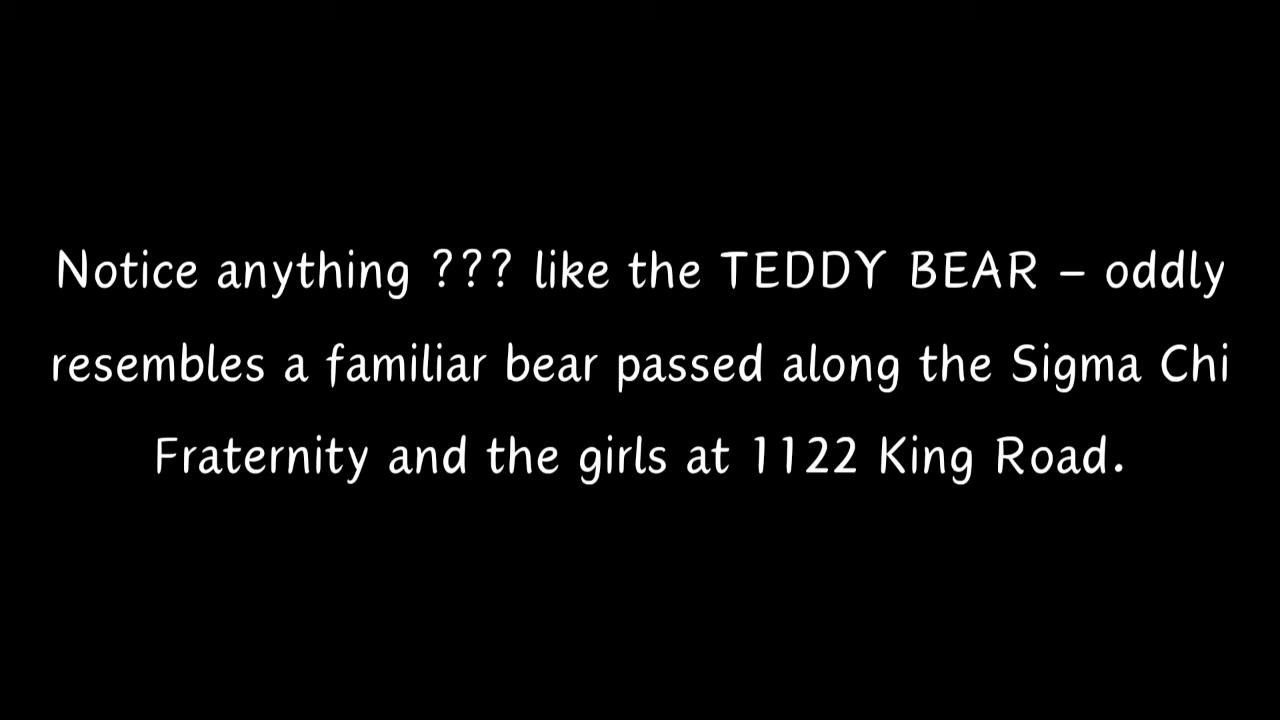 Notice anything ??? like the TEDDY BEAR – oddly
resembles a familiar bear passed along the Sigma Chi
Fraternity and the girls at 1122 King Road.